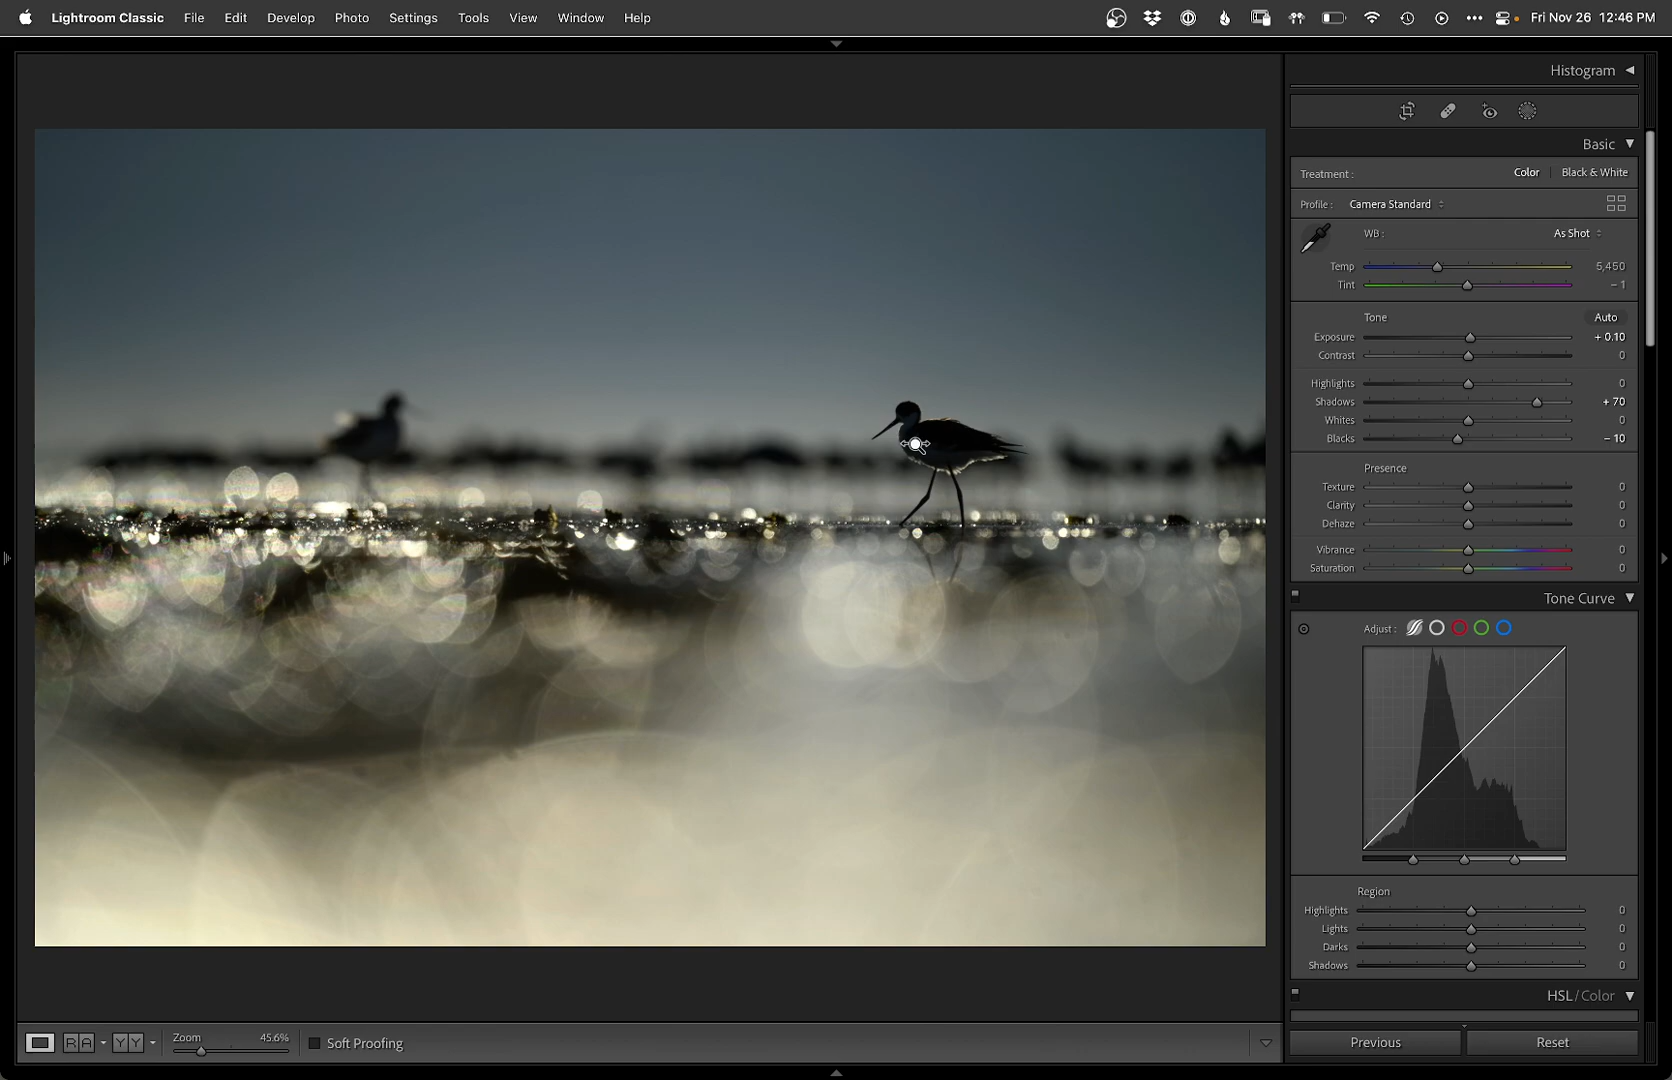 Lightroom Classic File Edit Develop Photo Settings Tools View Window Help Fri Nov 26 12:46 PM
Histogram
Basic
Treatment : Color Black & White
Profile : Camera Standard
WB : As Shot
Temp 5,450
Tint – 1
Tone Auto
Exposure + 0.10
Contrast 0
Highlights 0
Shadows + 70
Whites 0
Blacks – 10
Presence
Texture 0
Clarity 0
Dehaze 0
Vibrance 0
Saturation 0
Tone Curve
Adjust :
Region
Highlights 0
Lights 0
Darks 0
Shadows 0
HSL / Color
R A Y Y Zoom 45.6% Soft Proofing Previous Reset